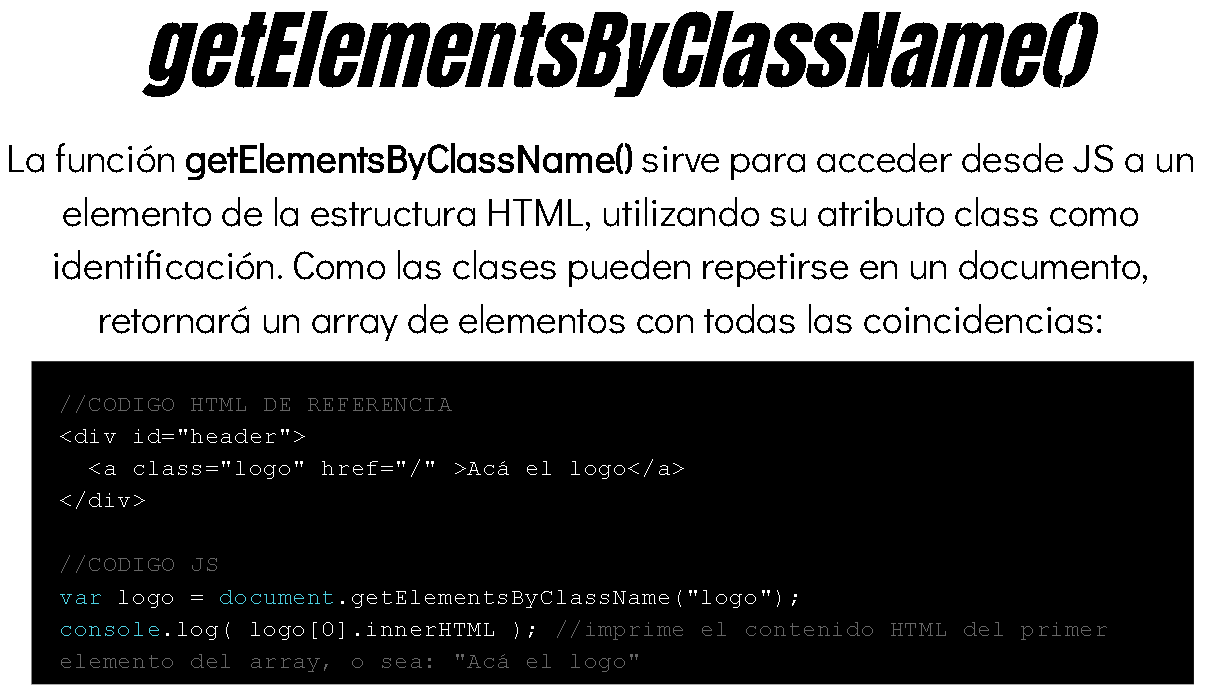 getElementsByClassName()
La función getElementsByClassName() sirve para acceder desde JS a un
elemento de la estructura HTML, utilizando su atributo class como
identificación. Como las clases pueden repetirse en un documento,
retornará un array de elementos con todas las coincidencias:
//CODIGO HTML DE REFERENCIA
<div id="header">
  <a class="logo" href="/" >Acá el logo</a>
</div>
//CODIGO JS
var logo = document.getElementsByClassName("logo");
console.log( logo[0].innerHTML ); //imprime el contenido HTML del primer
elemento del array, o sea: "Acá el logo"